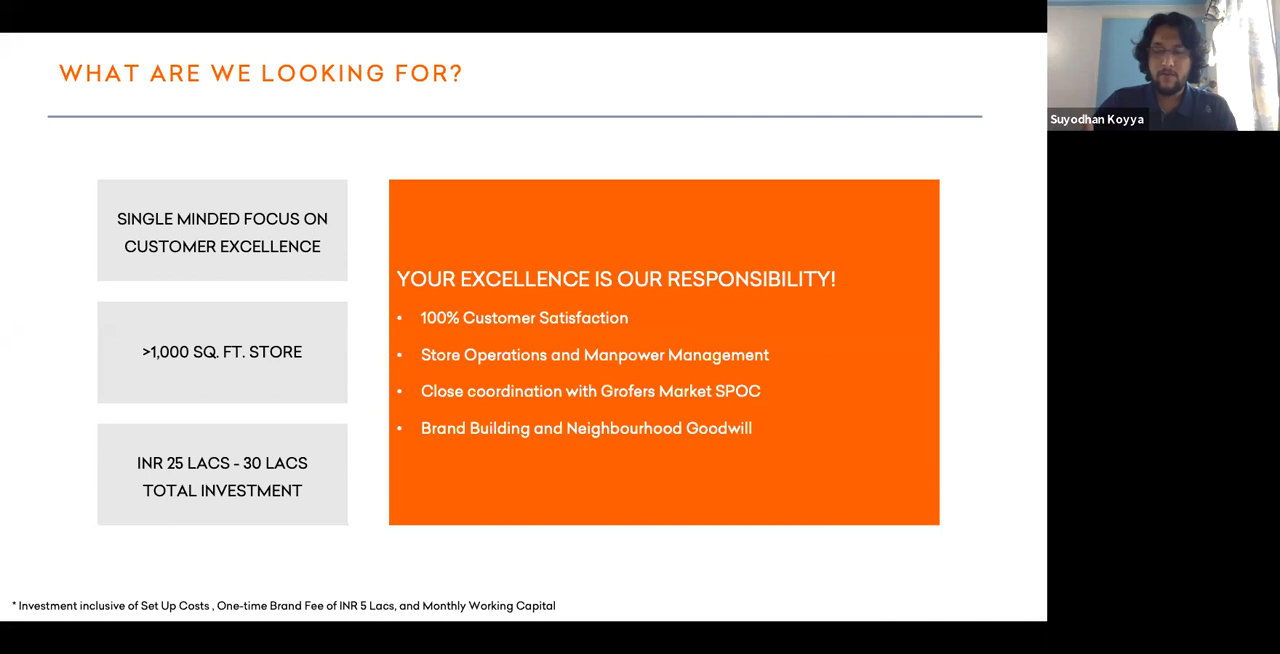 WHAT ARE WE LOOKING FOR?
SINGLE MINDED FOCUS ON
CUSTOMER EXCELLENCE
>1,000 SQ. FT. STORE
INR 25 LACS - 30 LACS
TOTAL INVESTMENT
YOUR EXCELLENCE IS OUR RESPONSIBILITY!
• 100% Customer Satisfaction
• Store Operations and Manpower Management
• Close coordination with Grofers Market SPOC
• Brand Building and Neighbourhood Goodwill
* Investment inclusive of Set Up Costs , One-time Brand Fee of INR 5 Lacs, and Monthly Working Capital
Suyodhan Koyya